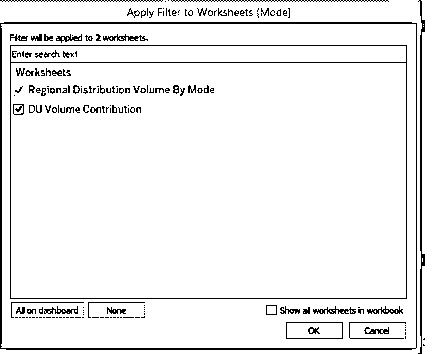 Apply Filter to Worksheets [Mode]
Filter will be applied to 2 worksheets.
Enter search text
Worksheets
Regional Distribution Volume By Mode
DU Volume Contribution
All on dashboard
None
Show all worksheets in workbook
OK
Cancel